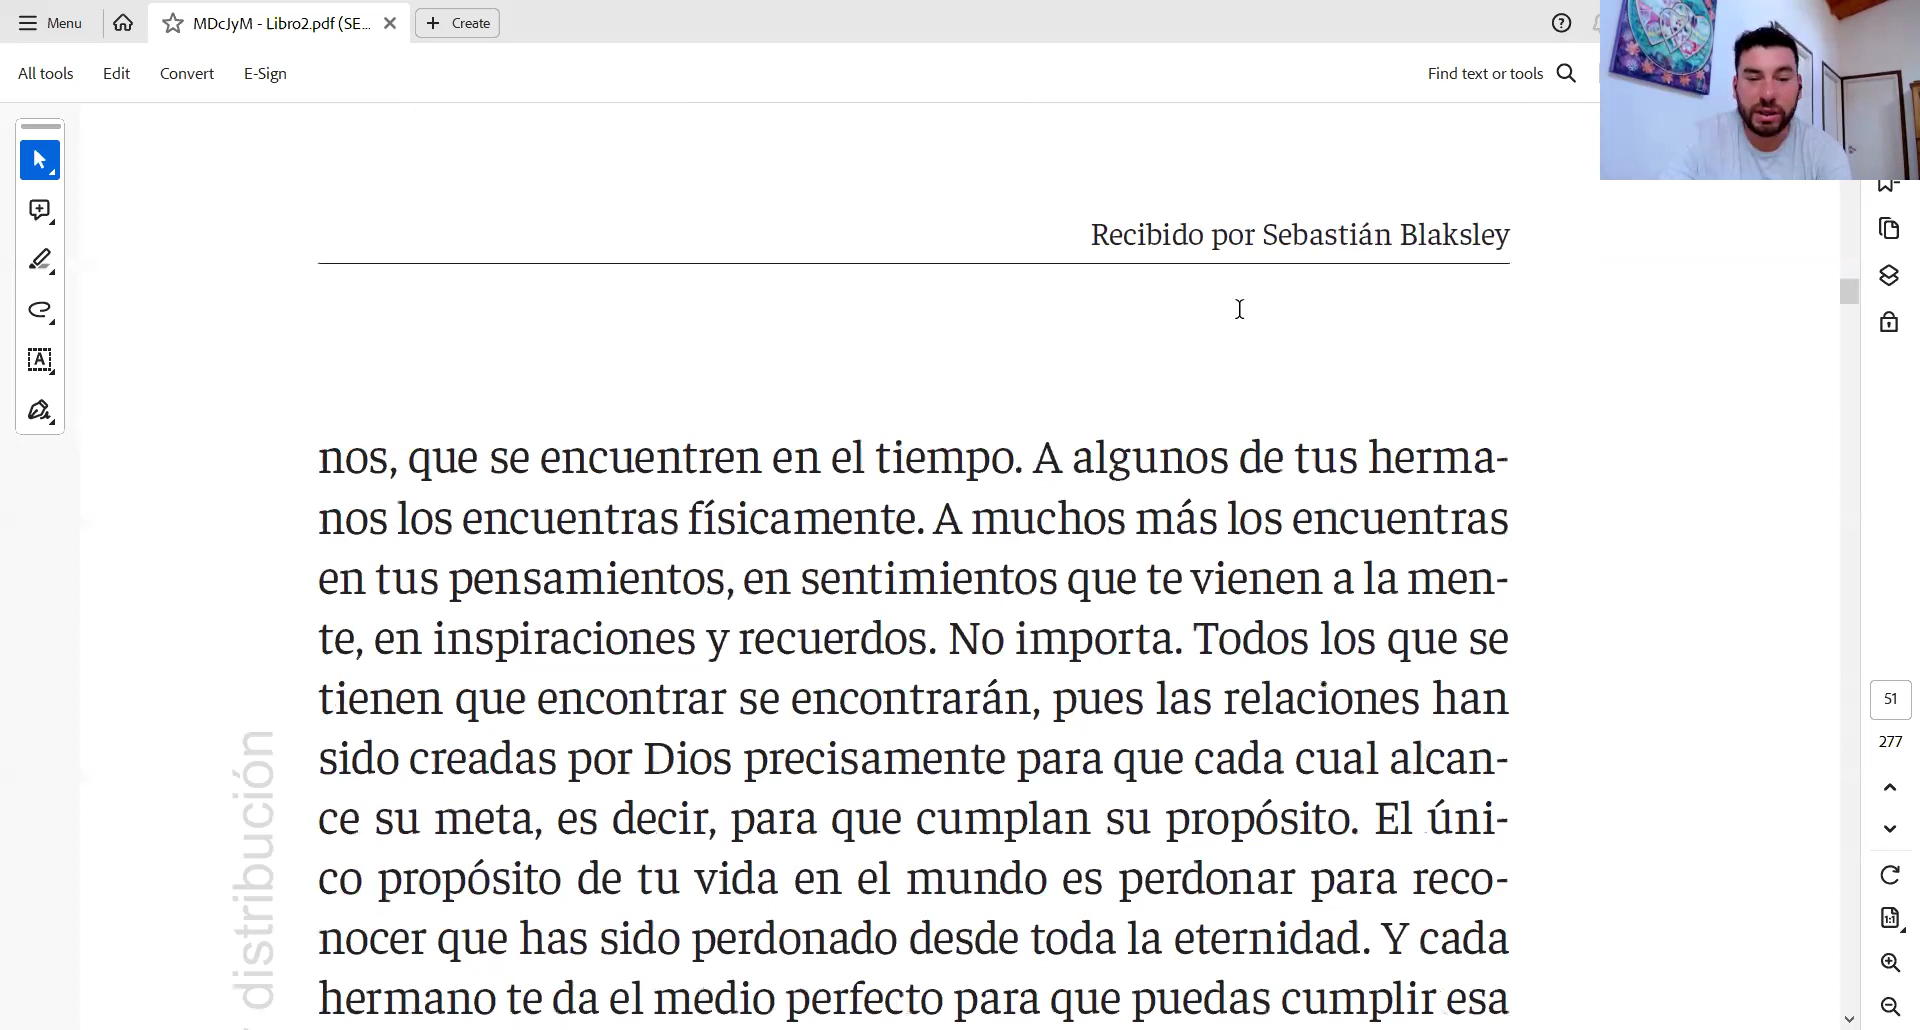 Menu
MDcJyM - Libro2.pdf (SE...
Create
All tools
Edit
Convert
E-Sign
Find text or tools
Recibido por Sebastián Blaksley
nos, que se encuentren en el tiempo. A algunos de tus herma-
nos los encuentras físicamente. A muchos más los encuentras
en tus pensamientos, en sentimientos que te vienen a la men-
te, en inspiraciones y recuerdos. No importa. Todos los que se
tienen que encontrar se encontrarán, pues las relaciones han
sido creadas por Dios precisamente para que cada cual alcan-
ce su meta, es decir, para que cumplan su propósito. El úni-
co propósito de tu vida en el mundo es perdonar para reco-
nocer que has sido perdonado desde toda la eternidad. Y cada
hermano te da el medio perfecto para que puedas cumplir esa
distribución
51
277